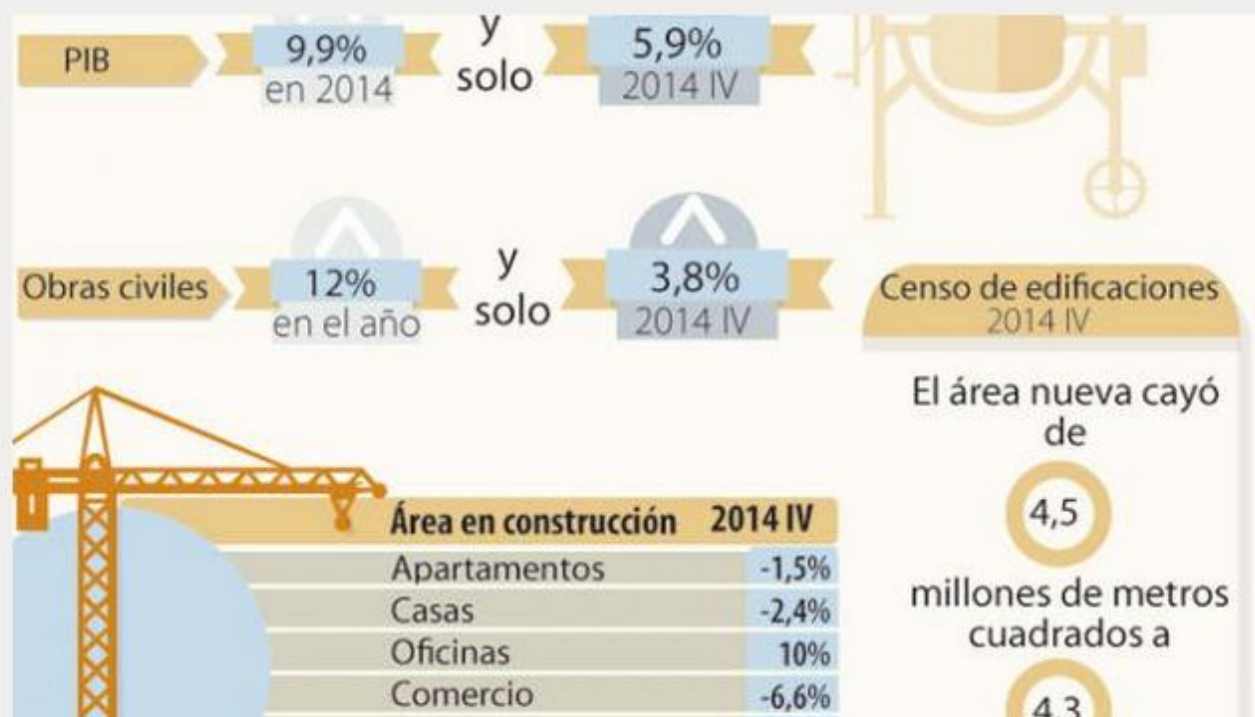 PIB
9,9%
en 2014
y
solo
5,9%
2014 IV
Obras civiles
12%
en el año
y
solo
3,8%
2014 IV
Censo de edificaciones
2014 IV
El área nueva cayó
de
4,5
millones de metros
cuadrados a
4,3
Área en construcción 2014 IV
Apartamentos -1,5%
Casas -2,4%
Oficinas 10%
Comercio -6,6%